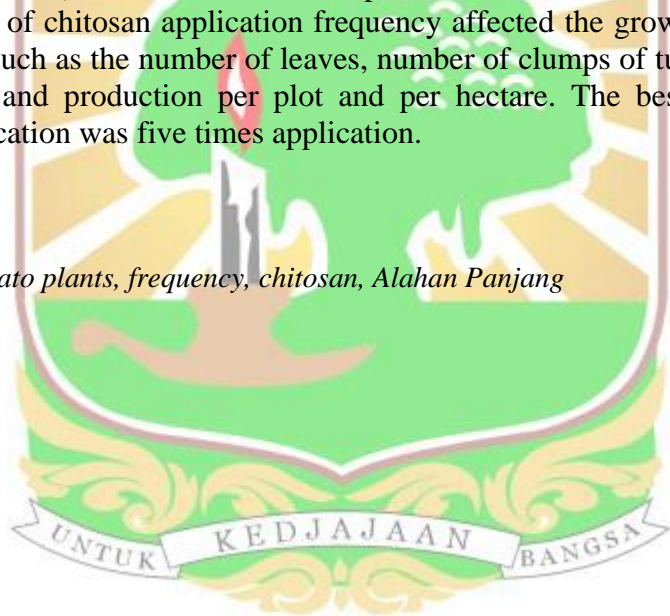 of chitosan application frequency affected the grow
uch as the number of leaves, number of clumps of tu
and production per plot and per hectare. The bes
cation was five times application.
ato plants, frequency, chitosan, Alahan Panjang
UNTUK KEDJAJAAN BANGSA